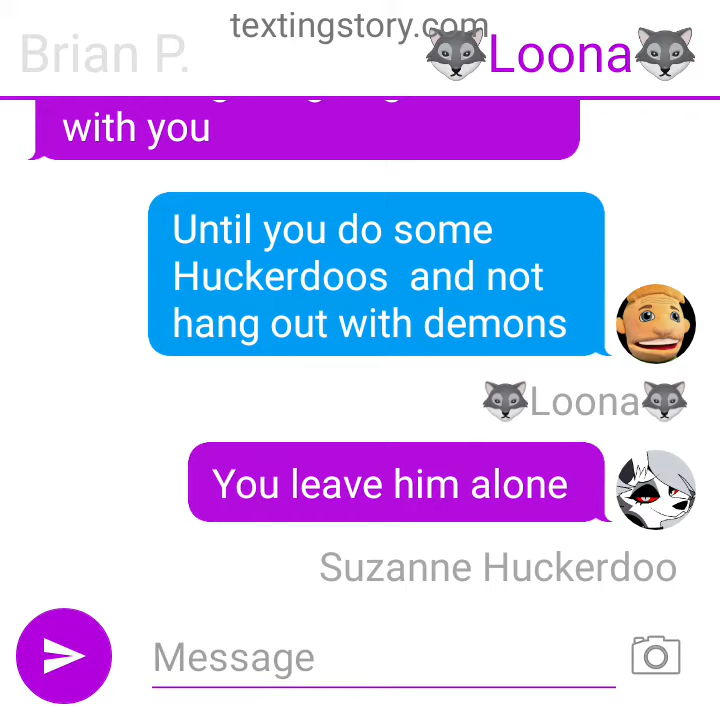 textingstory.com
Brian P.
Loona
with you
Until you do some
Huckerdoos and not
hang out with demons
Loona
You leave him alone
Suzanne Huckerdoo
Message